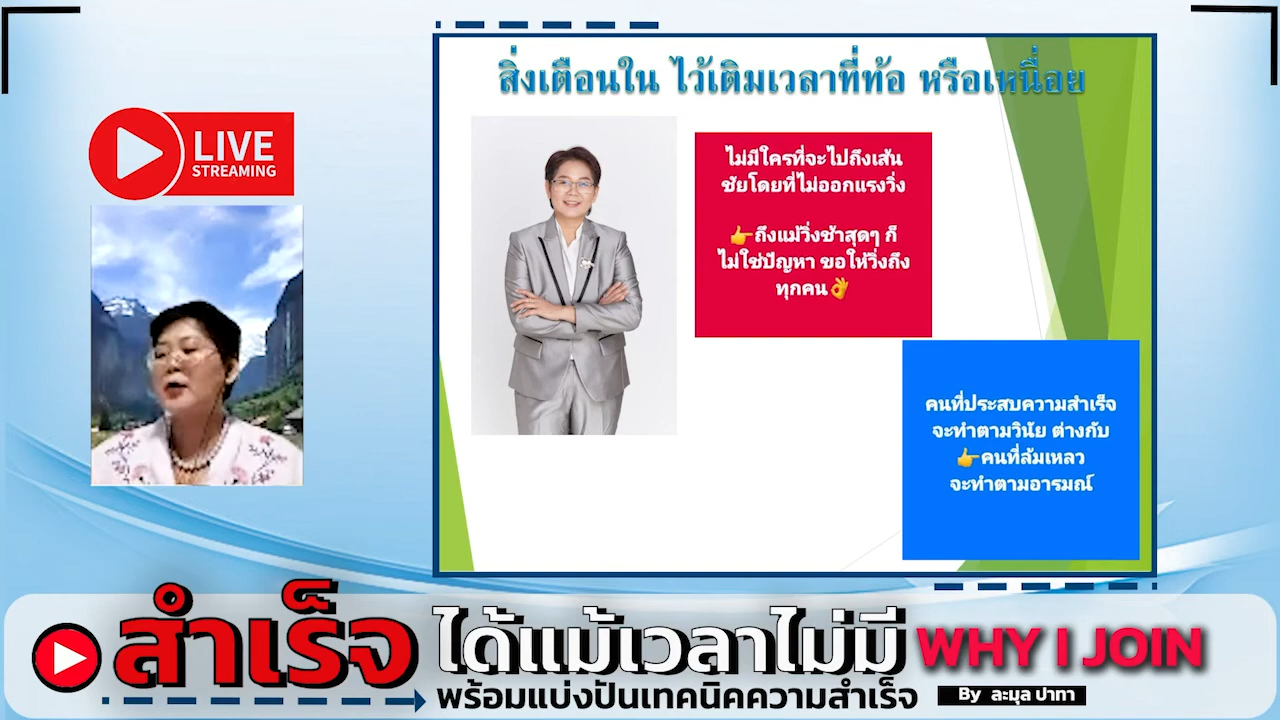 LIVE
STREAMING
สิ่งเตือนใน ไว้เติมเวลาที่ท้อ หรือเหนื่อย
ไม่มีใครที่จะไปถึงเส้น
ชัยโดยที่ไม่ออกแรงวิ่ง
👉ถึงแม้วิ่งช้าสุดๆ ก็
ไม่ใช่ปัญหา ขอให้วิ่งถึง
ทุกคน👌
คนที่ประสบความสำเร็จ
จะทำตามวินัย ต่างกับ
👉คนที่ล้มเหลว
จะทำตามอารมณ์
สำเร็จ ได้แม้เวลาไม่มี WHY I JOIN
พร้อมแบ่งปันเทคนิคความสำเร็จ By ละมุล ปาทา